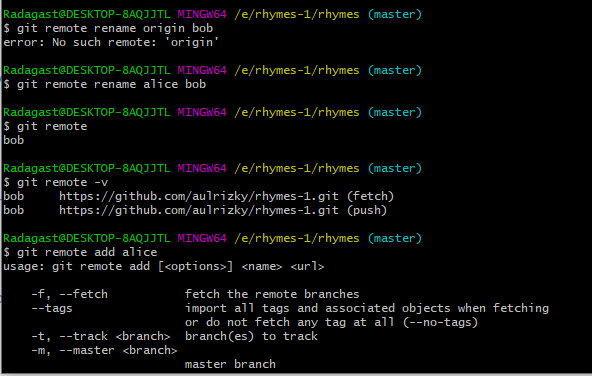 Radagast@DESKTOP-8AQJJTL MINGW64 /e/rhymes-1/rhymes (master)
$ git remote rename origin bob
error: No such remote: 'origin'
Radagast@DESKTOP-8AQJJTL MINGW64 /e/rhymes-1/rhymes (master)
$ git remote rename alice bob
Radagast@DESKTOP-8AQJJTL MINGW64 /e/rhymes-1/rhymes (master)
$ git remote
bob
Radagast@DESKTOP-8AQJJTL MINGW64 /e/rhymes-1/rhymes (master)
$ git remote -v
bob     https://github.com/aulrizky/rhymes-1.git (fetch)
bob     https://github.com/aulrizky/rhymes-1.git (push)
Radagast@DESKTOP-8AQJJTL MINGW64 /e/rhymes-1/rhymes (master)
$ git remote add alice
usage: git remote add [<options>] <name> <url>
    -f, --fetch           fetch the remote branches
    --tags                import all tags and associated objects when fetching
                          or do not fetch any tag at all (--no-tags)
    -t, --track <branch>  branch(es) to track
    -m, --master <branch>
                          master branch